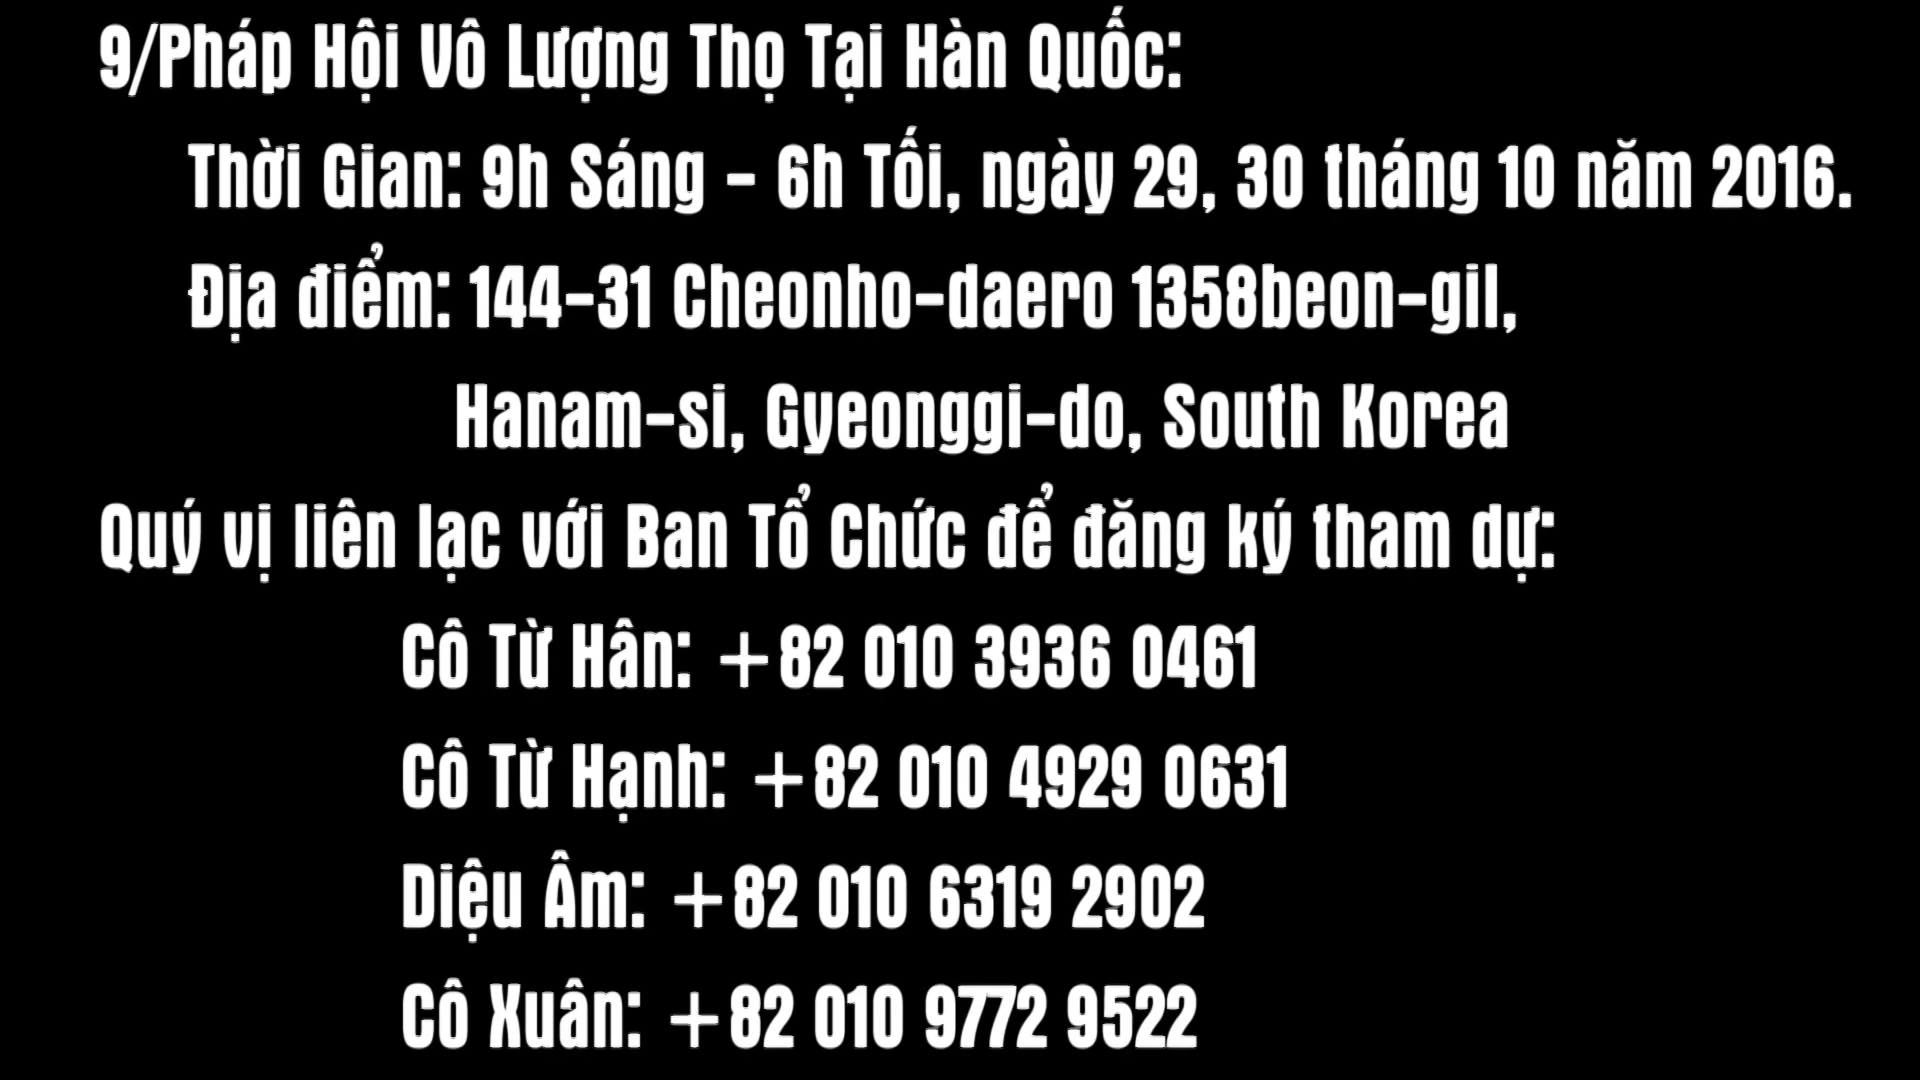 9/Pháp Hội Vô Lượng Thọ Tại Hàn Quốc:
Thời Gian: 9h Sáng - 6h Tối, ngày 29, 30 tháng 10 năm 2016.
Địa điểm: 144-31 Cheonho-daero 1358beon-gil,
Hanam-si, Gyeonggi-do, South Korea
Quý vị liên lạc với Ban Tổ Chức để đăng ký tham dự:
Cô Từ Hân: +82 010 3936 0461
Cô Từ Hạnh: +82 010 4929 0631
Diệu Âm: +82 010 6319 2902
Cô Xuân: +82 010 9772 9522